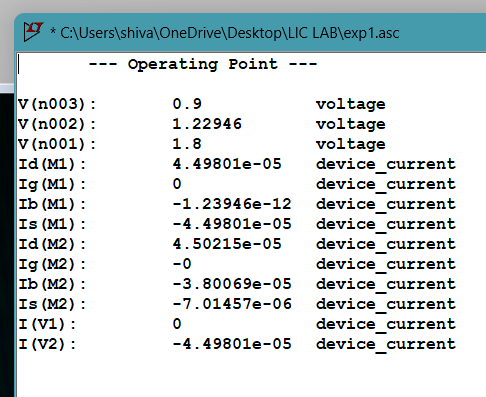 * C:\Users\shiva\OneDrive\Desktop\LIC LAB\exp1.asc
--- Operating Point ---
V(n003): 0.9 voltage
V(n002): 1.22946 voltage
V(n001): 1.8 voltage
Id(M1): 4.49801e-05 device_current
Ig(M1): 0 device_current
Ib(M1): -1.23946e-12 device_current
Is(M1): -4.49801e-05 device_current
Id(M2): 4.50215e-05 device_current
Ig(M2): -0 device_current
Ib(M2): -3.80069e-05 device_current
Is(M2): -7.01457e-06 device_current
I(V1): 0 device_current
I(V2): -4.49801e-05 device_current